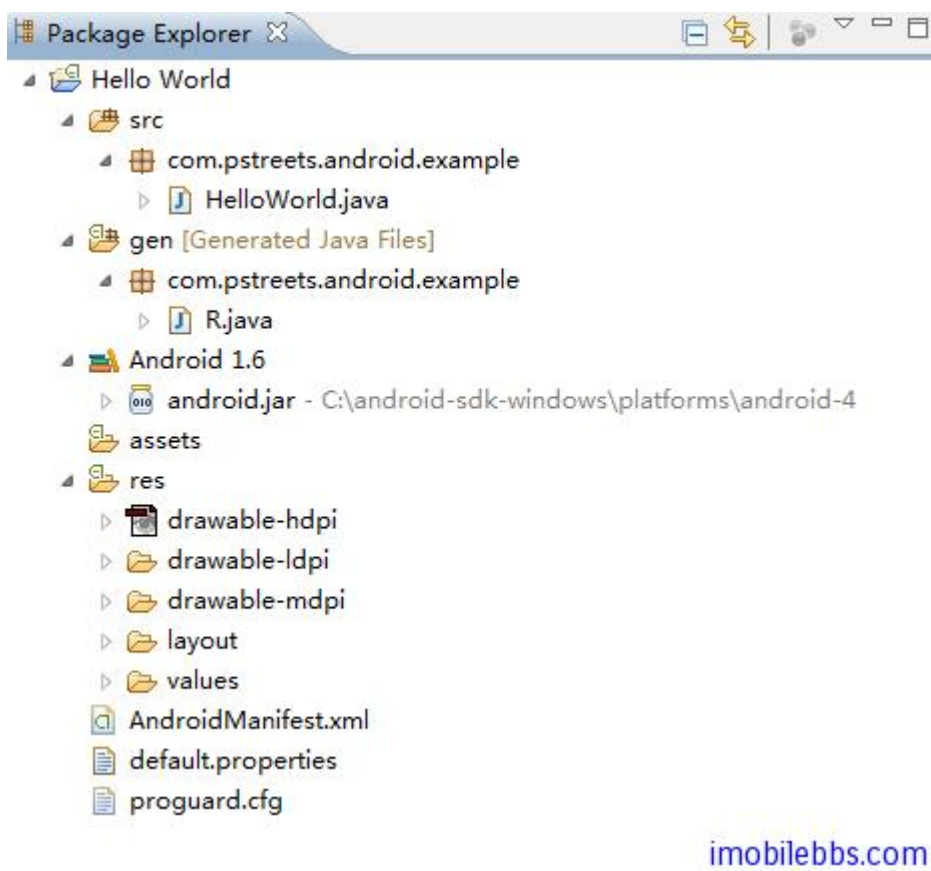 Package Explorer
Hello World
src
com.pstreets.android.example
HelloWorld.java
gen [Generated Java Files]
com.pstreets.android.example
R.java
Android 1.6
android.jar - C:\android-sdk-windows\platforms\android-4
assets
res
drawable-hdpi
drawable-ldpi
drawable-mdpi
layout
values
AndroidManifest.xml
default.properties
proguard.cfg
imobilebbs.com